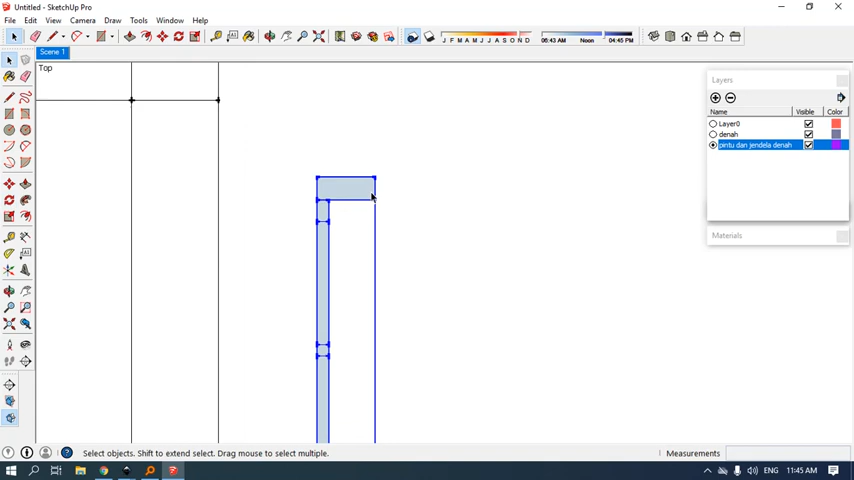 Untitled - SketchUp Pro
File Edit View Camera Draw Tools Window Help
J F M A M J J A S O N D 06:43 AM Noon 04:45 PM
Scene 1
Top
Layers
Name Visible Color
Layer0
denah
pintu dan jendela denah
Materials
Select objects. Shift to extend select. Drag mouse to select multiple.
Measurements
ENG 11:45 AM